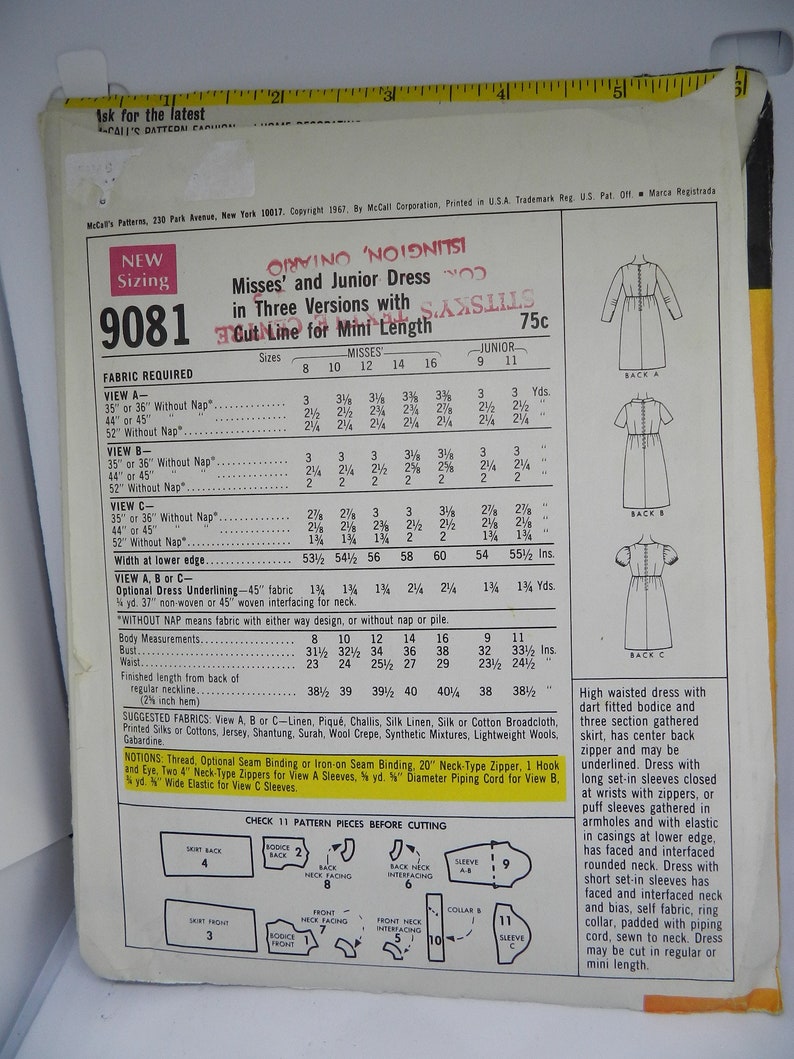 1 2 3 4 5 6
Ask for the latest
McCall's Patterns, 230 Park Avenue, New York 10017. Copyright 1967, By McCall Corporation, Printed in U.S.A. Trademark Reg. U.S. Pat. Off. ■ Marca Registrada
NEW
Sizing
9081
STITSKY'S TEXTILE CENTRE
ISLINGTON, ONTARIO
Misses' and Junior Dress
in Three Versions with
Cut Line for Mini Length
75c
Sizes MISSES' JUNIOR
8 10 12 14 16 9 11
FABRIC REQUIRED
VIEW A—
35" or 36" Without Nap* 3 3⅛ 3⅛ 3⅜ 3⅜ 3 3 Yds.
44" or 45" " " 2½ 2½ 2¾ 2¾ 2⅞ 2½ 2½ "
52" Without Nap* 2¼ 2¼ 2¼ 2¼ 2¼ 2¼ 2¼ "
VIEW B—
35" or 36" Without Nap* 3 3 3 3⅛ 3⅛ 3 3 "
44" or 45" " " 2¼ 2¼ 2½ 2⅝ 2⅝ 2¼ 2¼ "
52" Without Nap* 2 2 2 2 2 2 2 "
VIEW C—
35" or 36" Without Nap* 2⅞ 2⅞ 3 3 3⅛ 2⅞ 2⅞ "
44" or 45" " " 2⅛ 2⅛ 2⅜ 2½ 2½ 2⅛ 2⅛ "
52" Without Nap* 1¾ 1¾ 1¾ 2 2 1¾ 1¾ "
Width at lower edge 53½ 54½ 56 58 60 54 55½ Ins.
VIEW A, B or C—
Optional Dress Underlining—45" fabric 1¾ 1¾ 1¾ 2¼ 2¼ 1¾ 1¾ Yds.
¼ yd. 37" non-woven or 45" woven interfacing for neck.
*WITHOUT NAP means fabric with either way design, or without nap or pile.
Body Measurements 8 10 12 14 16 9 11
Bust 31½ 32½ 34 36 38 32 33½ Ins.
Waist 23 24 25½ 27 29 23½ 24½ "
Finished length from back of
regular neckline 38½ 39 39½ 40 40¼ 38 38½ "
(2⅝ inch hem)
SUGGESTED FABRICS: View A, B or C—Linen, Piqué, Challis, Silk Linen, Silk or Cotton Broadcloth,
Printed Silks or Cottons, Jersey, Shantung, Surah, Wool Crepe, Synthetic Mixtures, Lightweight Wools,
Gabardine.
NOTIONS: Thread, Optional Seam Binding or Iron-on Seam Binding, 20" Neck-Type Zipper, 1 Hook
and Eye, Two 4" Neck-Type Zippers for View A Sleeves, ⅝ yd. ⅝" Diameter Piping Cord for View B,
¾ yd. ⅜" Wide Elastic for View C Sleeves.
CHECK 11 PATTERN PIECES BEFORE CUTTING
SKIRT BACK
4
BODICE
BACK 2
BACK
NECK FACING
8
BACK NECK
INTERFACING
6
SLEEVE
A-B
9
SKIRT FRONT
3
BODICE
FRONT 1
FRONT
NECK FACING
7
FRONT NECK
INTERFACING
5
10
COLLAR B
11
SLEEVE
C
BACK A
BACK B
BACK C
High waisted dress with
dart fitted bodice and
three section gathered
skirt, has center back
zipper and may be
underlined. Dress with
long set-in sleeves closed
at wrists with zippers, or
puff sleeves gathered in
armholes and with elastic
in casings at lower edge,
has faced and interfaced
rounded neck. Dress with
short set-in sleeves has
faced and interfaced neck
and bias, self fabric, ring
collar, padded with piping
cord, sewn to neck. Dress
may be cut in regular or
mini length.